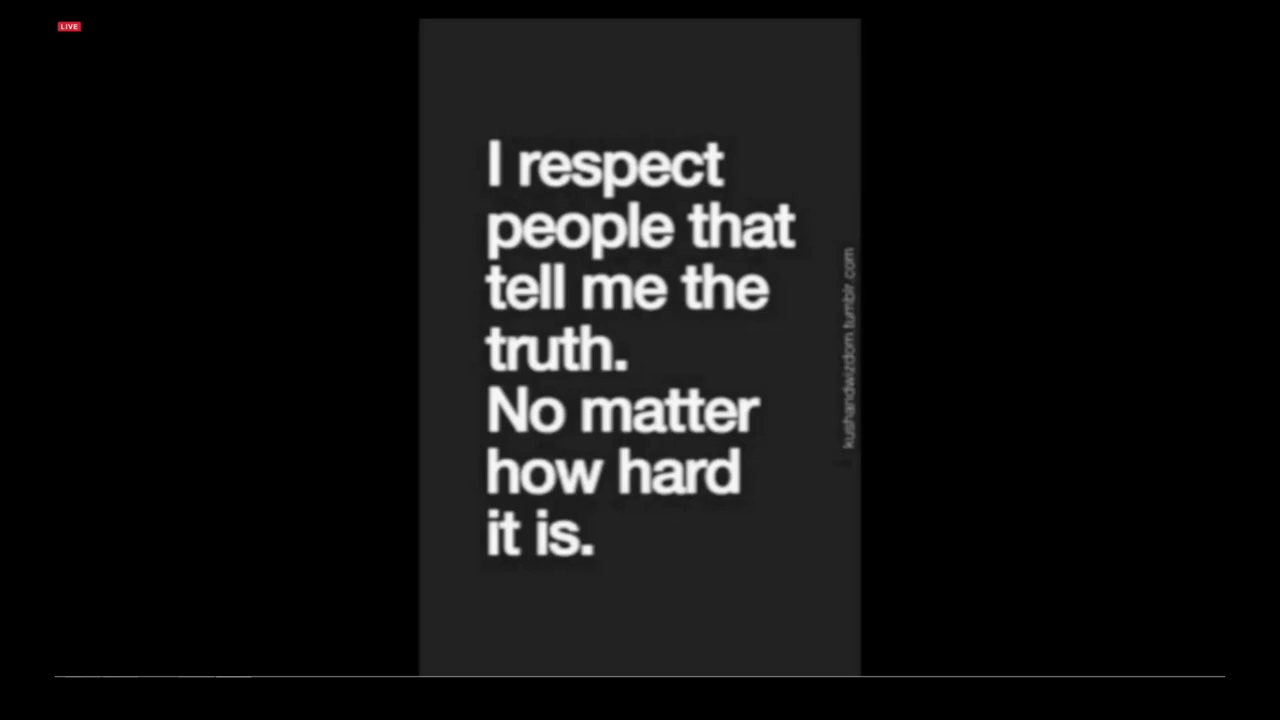 LIVE
I respect
people that
tell me the
truth.
No matter
how hard
it is.
kushandwizdom.tumblr.com